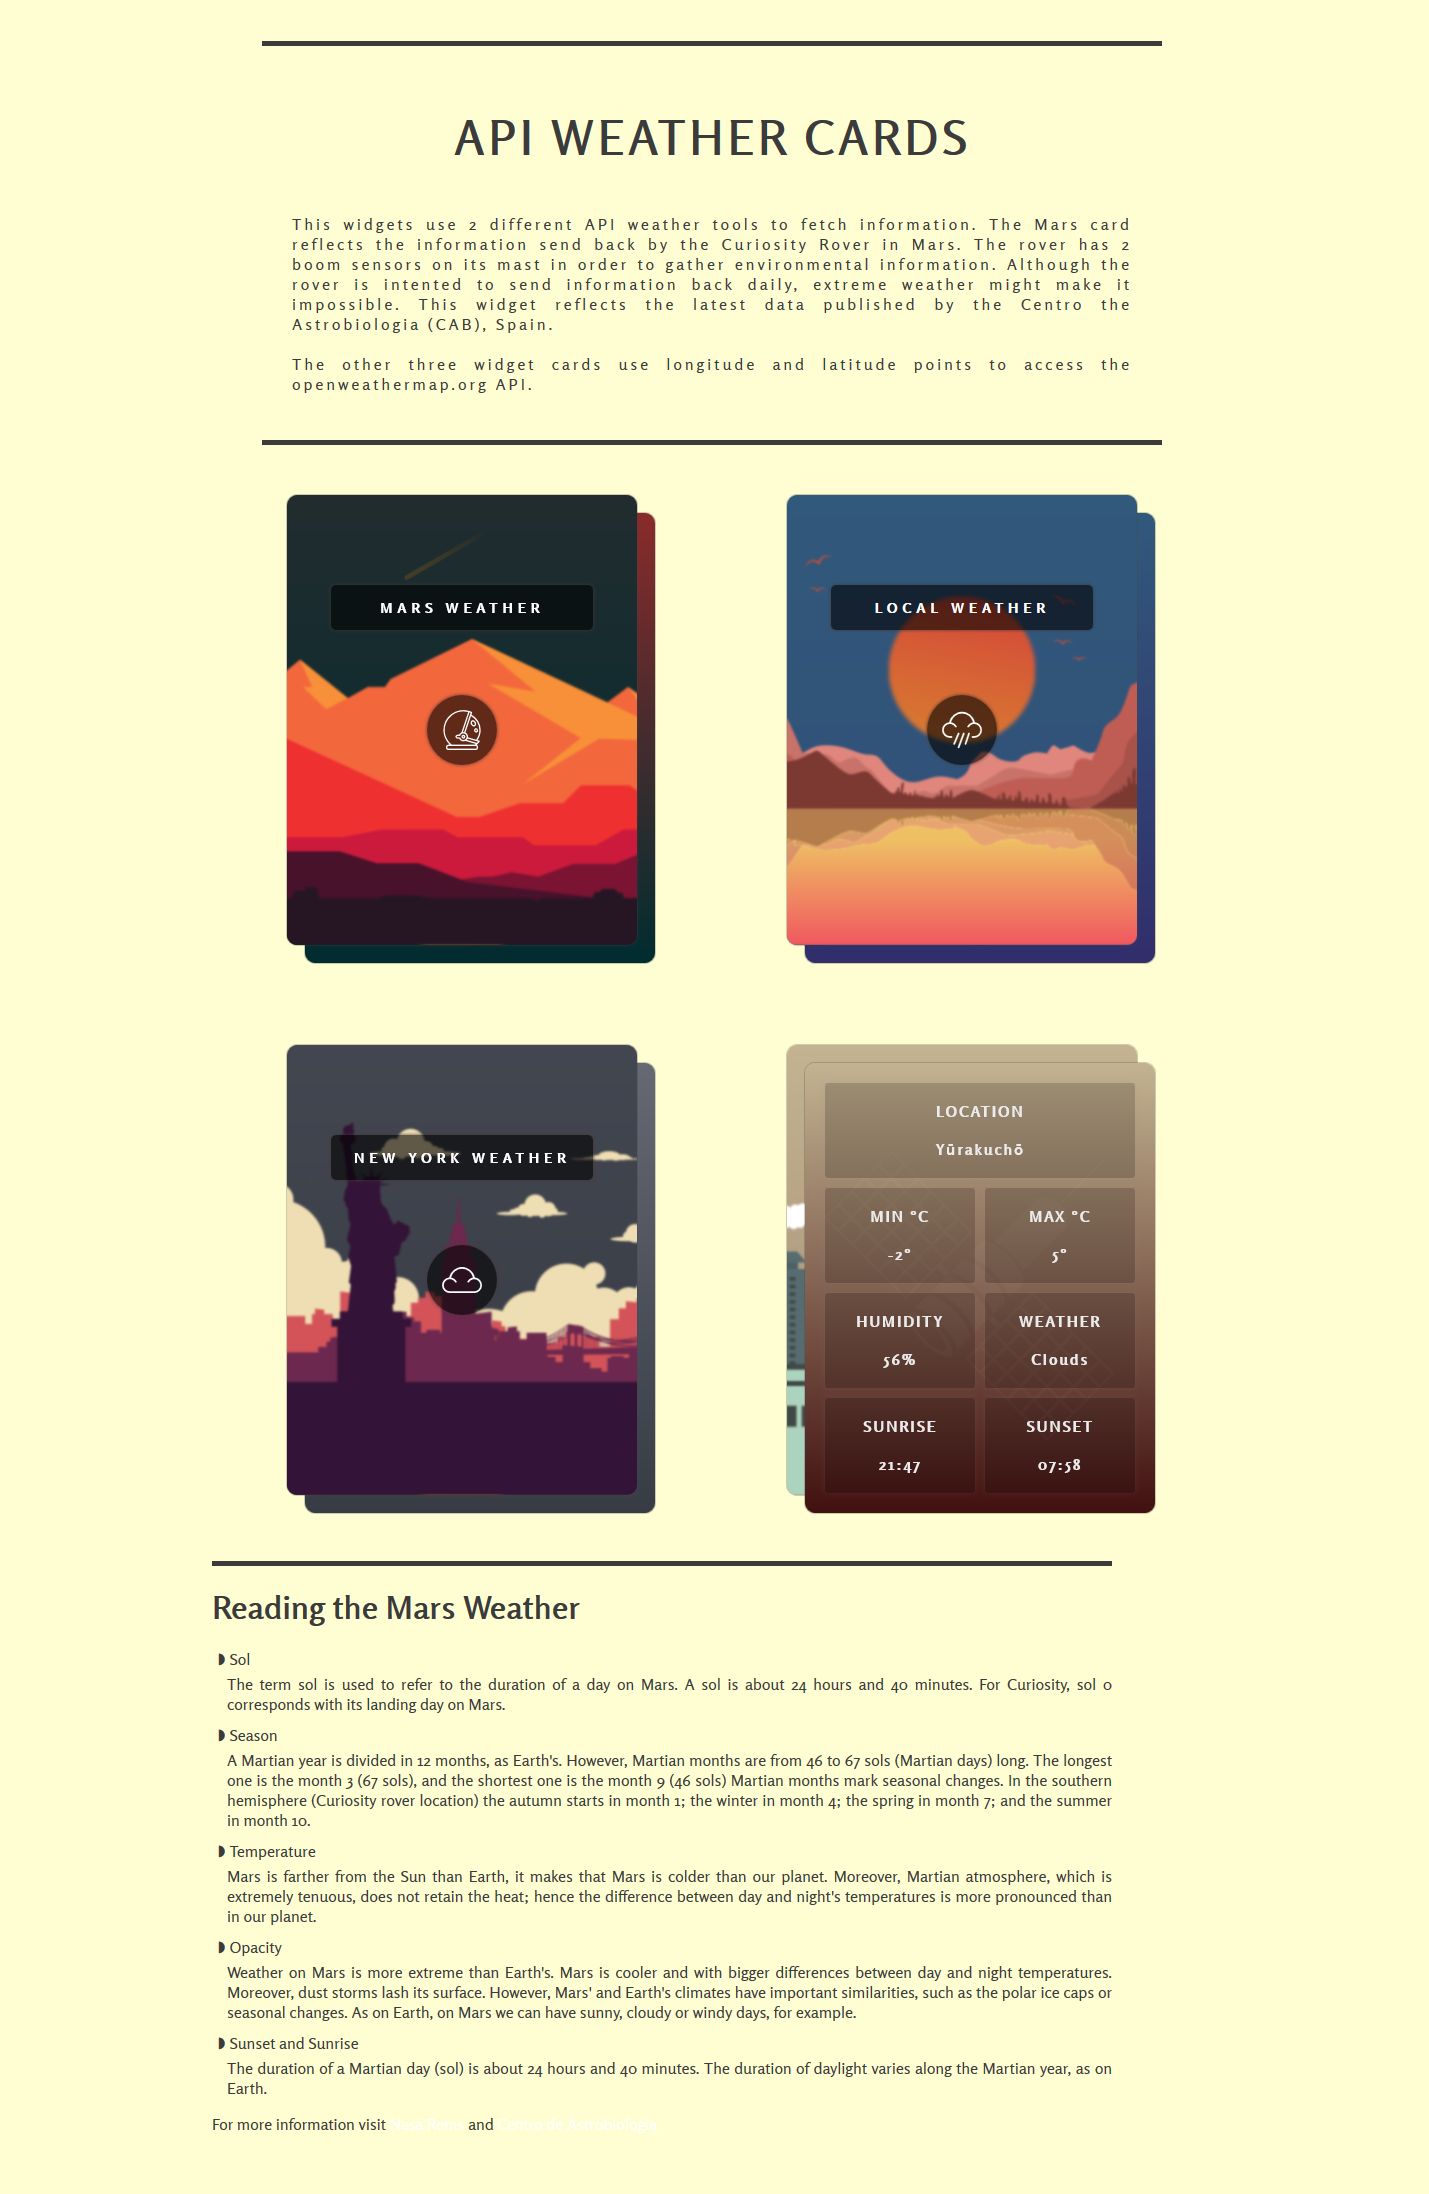 API WEATHER CARDS
This widgets use 2 different API weather tools to fetch information. The Mars card
reflects the information send back by the Curiosity Rover in Mars. The rover has 2
boom sensors on its mast in order to gather environmental information. Although the
rover is intented to send information back daily, extreme weather might make it
impossible. This widget reflects the latest data published by the Centro the
Astrobiologia (CAB), Spain.
The other three widget cards use longitude and latitude points to access the
openweathermap.org API.
MARS WEATHER
LOCAL WEATHER
NEW YORK WEATHER
LOCATION
Yūrakuchō
MIN °C
-2°
MAX °C
5°
HUMIDITY
56%
WEATHER
Clouds
SUNRISE
21:47
SUNSET
07:58
Reading the Mars Weather
◗ Sol
The term sol is used to refer to the duration of a day on Mars. A sol is about 24 hours and 40 minutes. For Curiosity, sol 0
corresponds with its landing day on Mars.
◗ Season
A Martian year is divided in 12 months, as Earth's. However, Martian months are from 46 to 67 sols (Martian days) long. The longest
one is the month 3 (67 sols), and the shortest one is the month 9 (46 sols) Martian months mark seasonal changes. In the southern
hemisphere (Curiosity rover location) the autumn starts in month 1; the winter in month 4; the spring in month 7; and the summer
in month 10.
◗ Temperature
Mars is farther from the Sun than Earth, it makes that Mars is colder than our planet. Moreover, Martian atmosphere, which is
extremely tenuous, does not retain the heat; hence the difference between day and night's temperatures is more pronounced than
in our planet.
◗ Opacity
Weather on Mars is more extreme than Earth's. Mars is cooler and with bigger differences between day and night temperatures.
Moreover, dust storms lash its surface. However, Mars' and Earth's climates have important similarities, such as the polar ice caps or
seasonal changes. As on Earth, on Mars we can have sunny, cloudy or windy days, for example.
◗ Sunset and Sunrise
The duration of a Martian day (sol) is about 24 hours and 40 minutes. The duration of daylight varies along the Martian year, as on
Earth.
For more information visit and